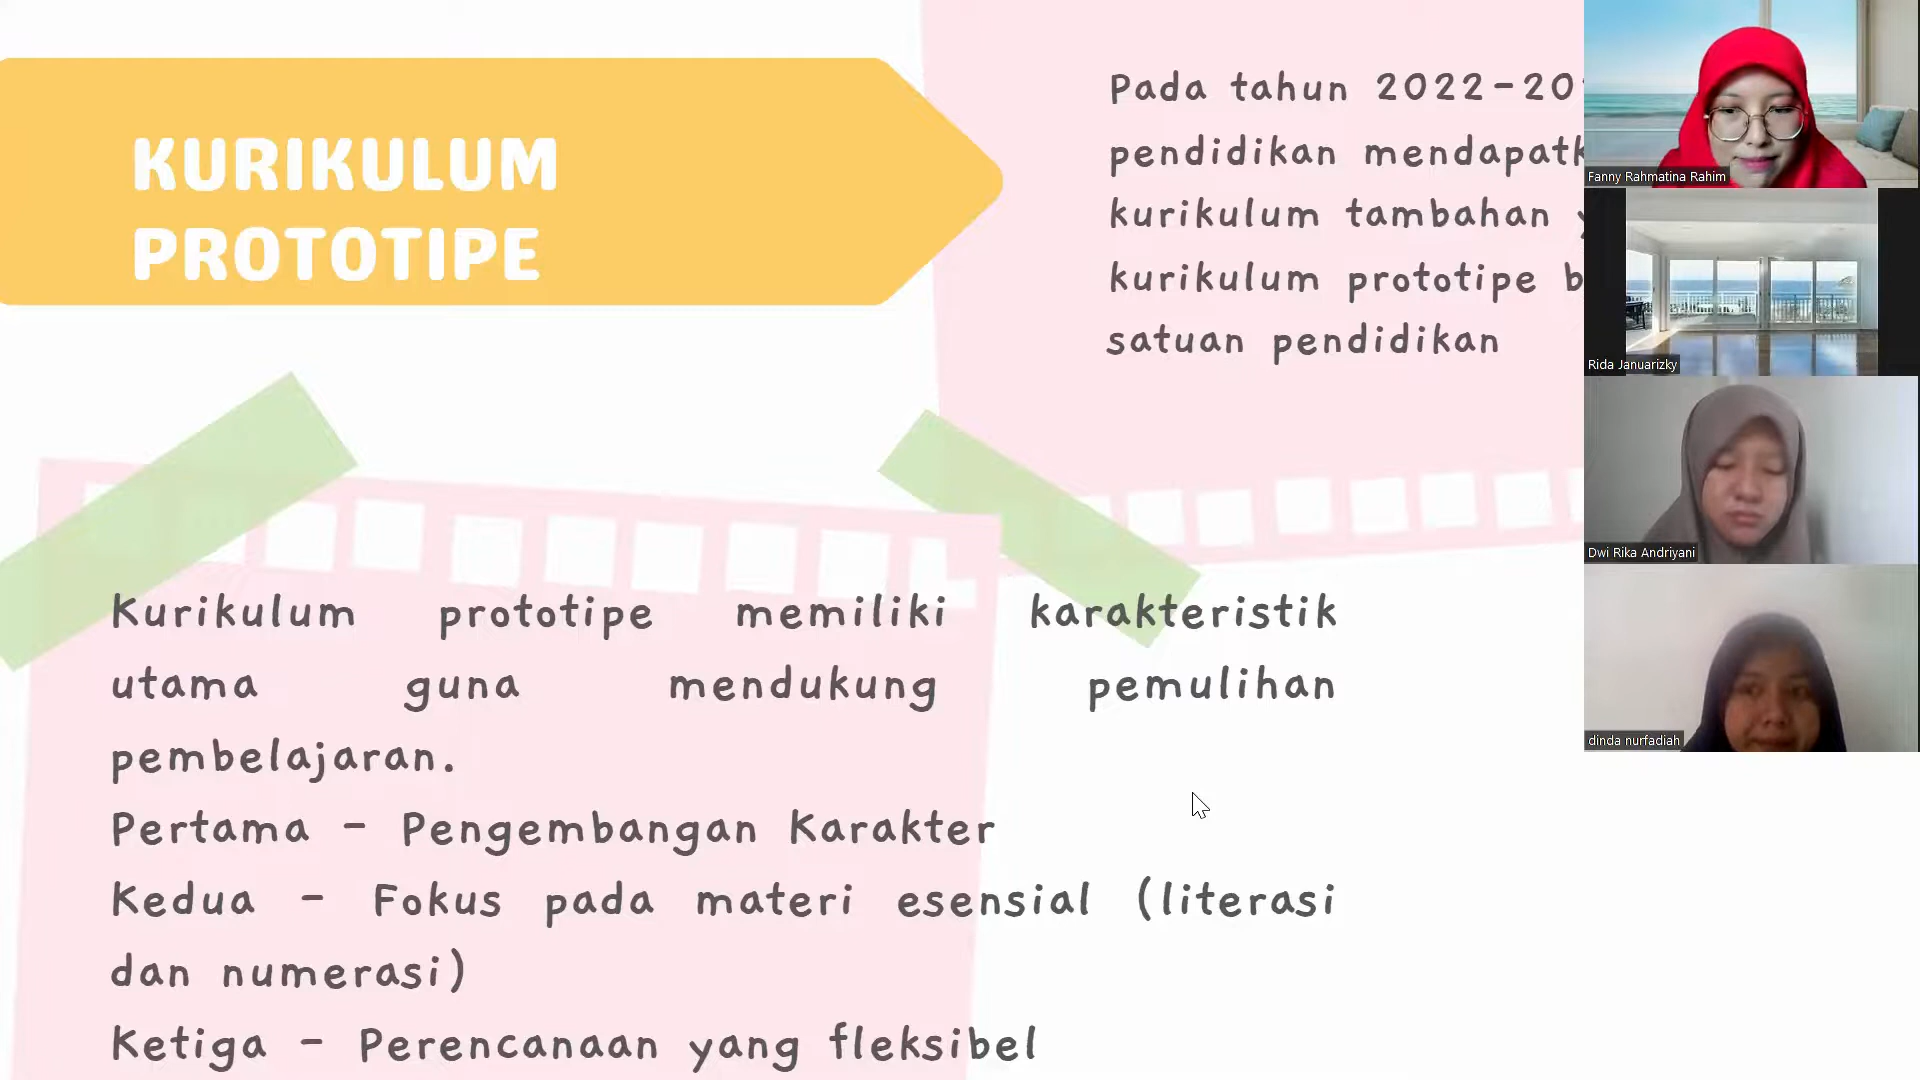 KURIKULUM
PROTOTIPE
Pada tahun 2022-20
pendidikan
kurikulum tambahan
kurikulum prototipe
satuan pendidikan
Kurikulum prototipe memiliki karakteristik
utama guna mendukung pemulihan
pembelajaran.
Pertama - Pengembangan Karakter
Kedua - Fokus pada materi esensial (literasi
dan numerasi)
Ketiga - Perencanaan yang fleksibel
Fanny Rahmatina Rahim
Rida Januarizky
Dwi Rika Andriyani
dinda nurfadiah